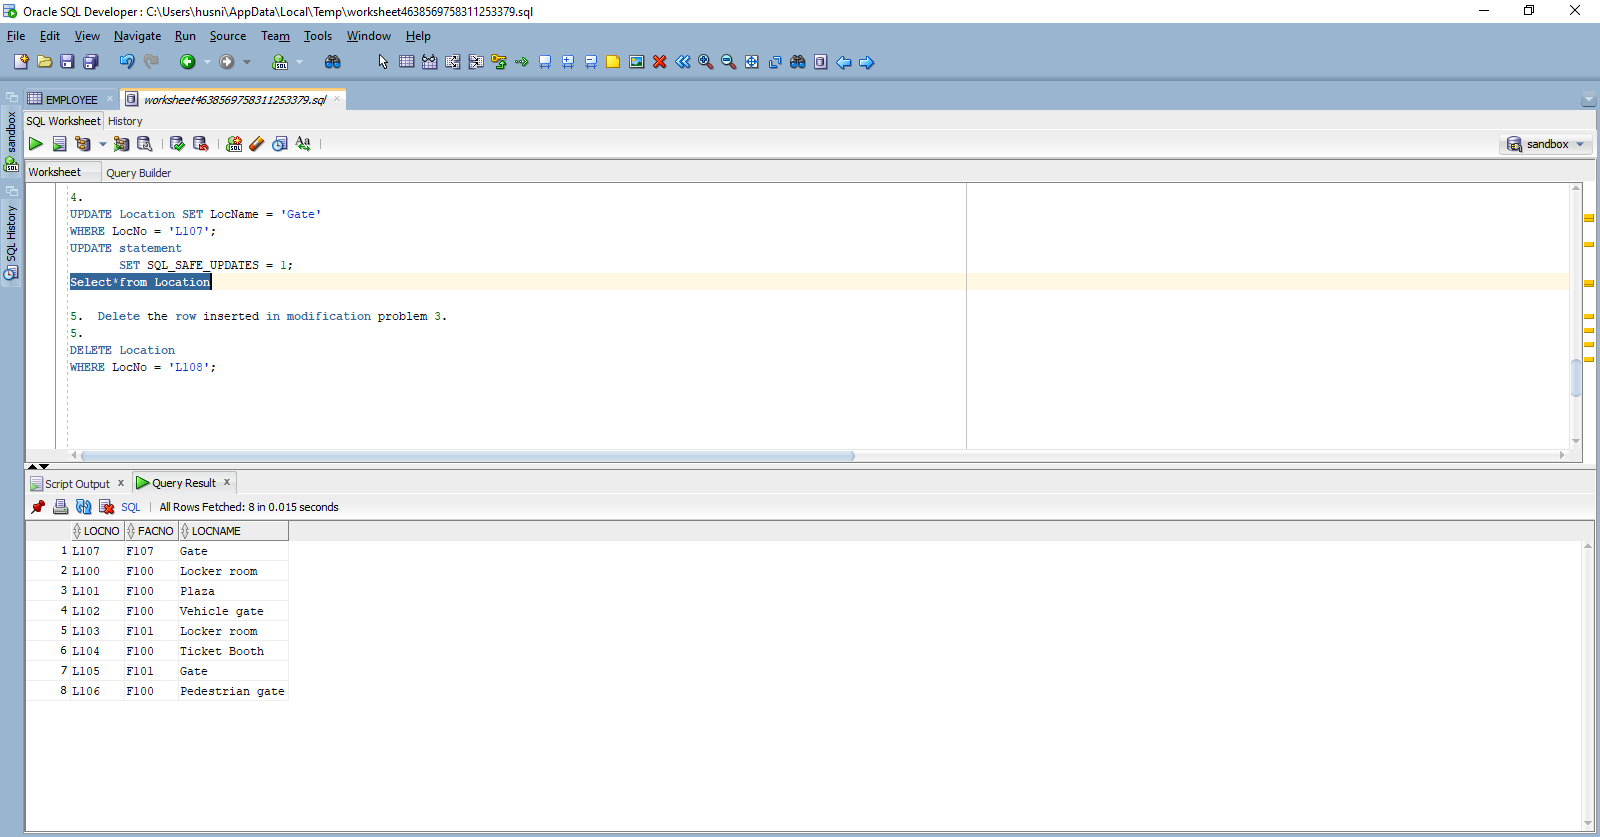 Oracle SQL Developer : C:\Users\husni\AppData\Local\Temp\worksheet4638569758311253379.sql
File Edit View Navigate Run Source Team Tools Window Help
EMPLOYEE
worksheet4638569758311253379.sql
sandbox
SQL History
SQL Worksheet History
sandbox
Worksheet Query Builder
4.
UPDATE Location SET LocName = 'Gate'
WHERE LocNo = 'L107';
UPDATE statement
SET SQL_SAFE_UPDATES = 1;
Select*from Location
5. Delete the row inserted in modification problem 3.
5.
DELETE Location
WHERE LocNo = 'L108';
Script Output x Query Result x
SQL All Rows Fetched: 8 in 0.015 seconds
LOCNO FACNO LOCNAME
1 L107 F107 Gate
2 L100 F100 Locker room
3 L101 F100 Plaza
4 L102 F100 Vehicle gate
5 L103 F101 Locker room
6 L104 F100 Ticket Booth
7 L105 F101 Gate
8 L106 F100 Pedestrian gate